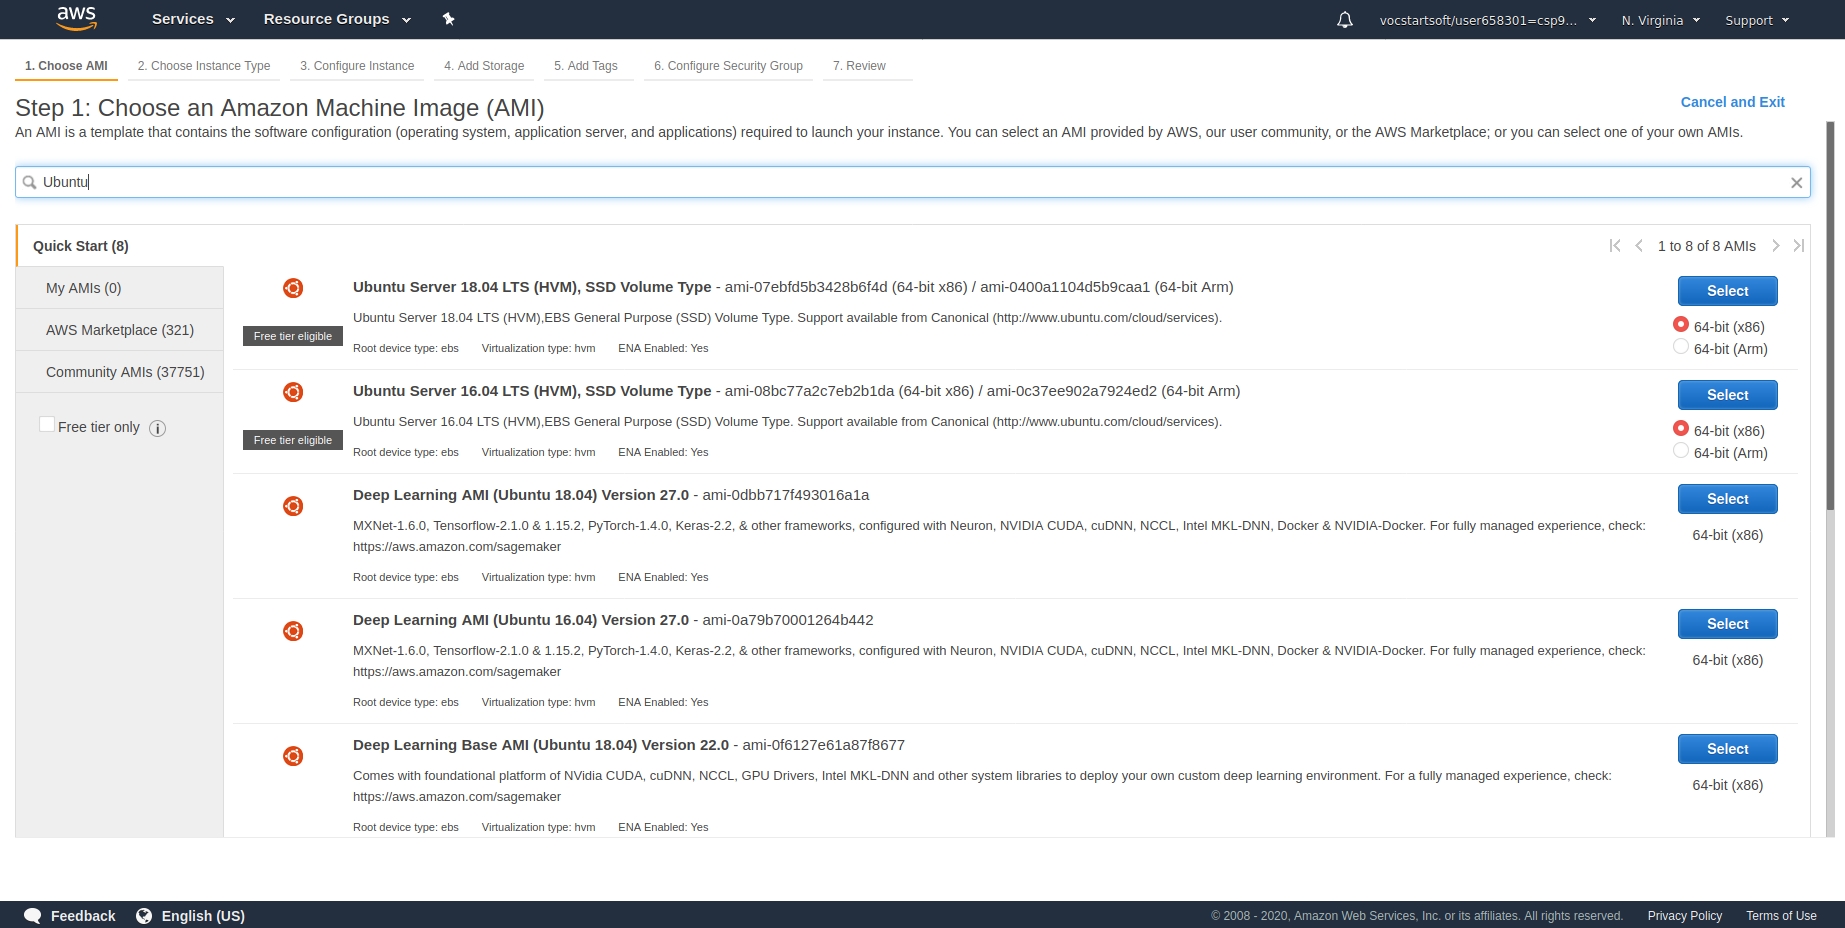 aws Services Resource Groups vocstartsoft/user658301=csp9... N. Virginia Support
1. Choose AMI 2. Choose Instance Type 3. Configure Instance 4. Add Storage 5. Add Tags 6. Configure Security Group 7. Review
Step 1: Choose an Amazon Machine Image (AMI)
Cancel and Exit
An AMI is a template that contains the software configuration (operating system, application server, and applications) required to launch your instance. You can select an AMI provided by AWS, our user community, or the AWS Marketplace; or you can select one of your own AMIs.
Ubuntu
Quick Start (8)
1 to 8 of 8 AMIs
My AMIs (0)
AWS Marketplace (321)
Community AMIs (37751)
Free tier only
Ubuntu Server 18.04 LTS (HVM), SSD Volume Type - ami-07ebfd5b3428b6f4d (64-bit x86) / ami-0400a1104d5b9caa1 (64-bit Arm)
Ubuntu Server 18.04 LTS (HVM),EBS General Purpose (SSD) Volume Type. Support available from Canonical (http://www.ubuntu.com/cloud/services).
Free tier eligible
Root device type: ebs Virtualization type: hvm ENA Enabled: Yes
Select
64-bit (x86)
64-bit (Arm)
Ubuntu Server 16.04 LTS (HVM), SSD Volume Type - ami-08bc77a2c7eb2b1da (64-bit x86) / ami-0c37ee902a7924ed2 (64-bit Arm)
Ubuntu Server 16.04 LTS (HVM),EBS General Purpose (SSD) Volume Type. Support available from Canonical (http://www.ubuntu.com/cloud/services).
Free tier eligible
Root device type: ebs Virtualization type: hvm ENA Enabled: Yes
Select
64-bit (x86)
64-bit (Arm)
Deep Learning AMI (Ubuntu 18.04) Version 27.0 - ami-0dbb717f493016a1a
MXNet-1.6.0, Tensorflow-2.1.0 & 1.15.2, PyTorch-1.4.0, Keras-2.2, & other frameworks, configured with Neuron, NVIDIA CUDA, cuDNN, NCCL, Intel MKL-DNN, Docker & NVIDIA-Docker. For fully managed experience, check:
https://aws.amazon.com/sagemaker
Root device type: ebs Virtualization type: hvm ENA Enabled: Yes
Select
64-bit (x86)
Deep Learning AMI (Ubuntu 16.04) Version 27.0 - ami-0a79b70001264b442
MXNet-1.6.0, Tensorflow-2.1.0 & 1.15.2, PyTorch-1.4.0, Keras-2.2, & other frameworks, configured with Neuron, NVIDIA CUDA, cuDNN, NCCL, Intel MKL-DNN, Docker & NVIDIA-Docker. For fully managed experience, check:
https://aws.amazon.com/sagemaker
Root device type: ebs Virtualization type: hvm ENA Enabled: Yes
Select
64-bit (x86)
Deep Learning Base AMI (Ubuntu 18.04) Version 22.0 - ami-0f6127e61a87f8677
Comes with foundational platform of NVidia CUDA, cuDNN, NCCL, GPU Drivers, Intel MKL-DNN and other system libraries to deploy your own custom deep learning environment. For a fully managed experience, check:
https://aws.amazon.com/sagemaker
Root device type: ebs Virtualization type: hvm ENA Enabled: Yes
Select
64-bit (x86)
Feedback English (US) © 2008 - 2020, Amazon Web Services, Inc. or its affiliates. All rights reserved. Privacy Policy Terms of Use